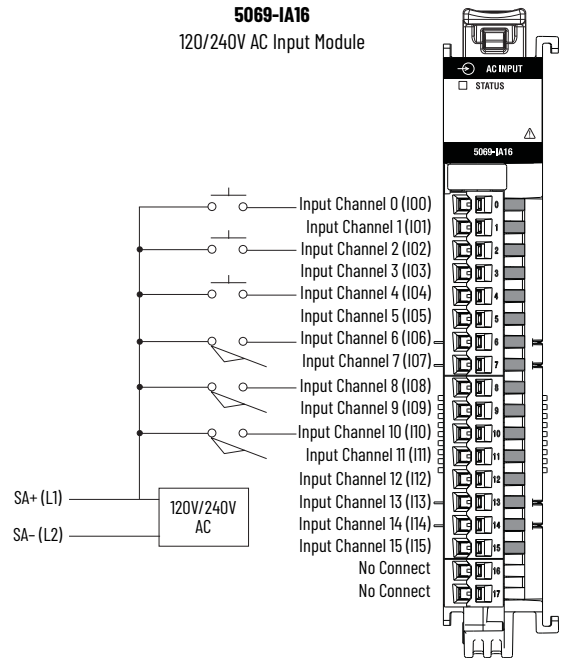 5069-IA16
120/240V AC Input Module
AC INPUT
STATUS
5069-IA16
Input Channel 0 (I00)
0
Input Channel 1 (I01)
1
Input Channel 2 (I02)
2
Input Channel 3 (I03)
3
Input Channel 4 (I04)
4
Input Channel 5 (I05)
5
Input Channel 6 (I06)
6
Input Channel 7 (I07)
7
Input Channel 8 (I08)
8
Input Channel 9 (I09)
9
Input Channel 10 (I10)
10
Input Channel 11 (I11)
11
Input Channel 12 (I12)
12
Input Channel 13 (I13)
13
Input Channel 14 (I14)
14
Input Channel 15 (I15)
15
No Connect
16
No Connect
17
SA+ (L1)
SA- (L2)
120V/240V
AC